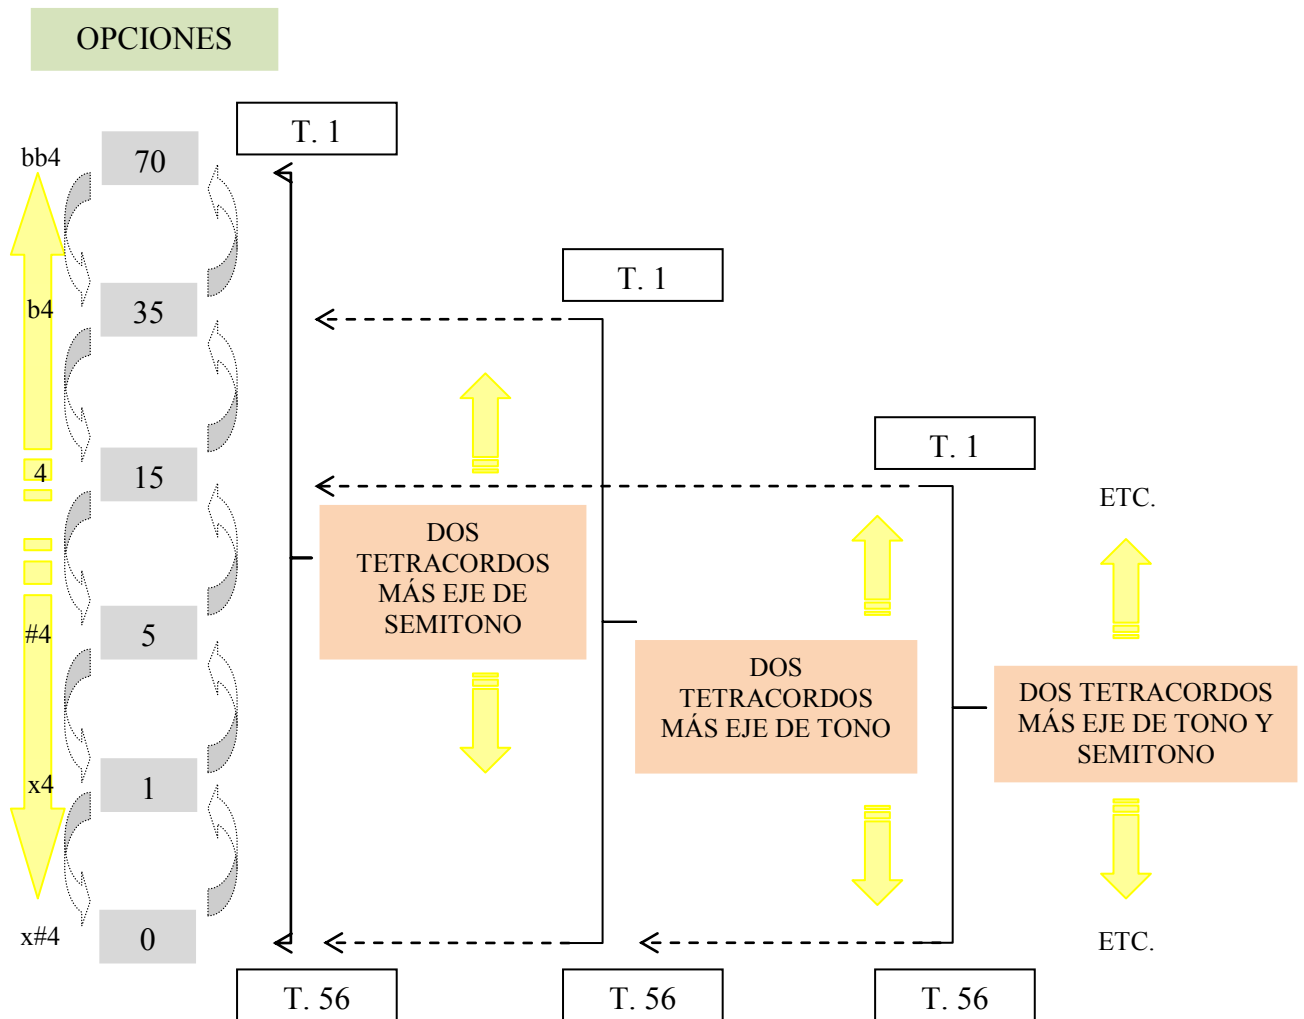 OPCIONES
T. 1
bb4
70
T. 1
b4
35
T. 1
4
15
ETC.
DOS
TETRACORDOS
MÁS EJE DE
SEMITONO
#4
5
DOS
TETRACORDOS
MÁS EJE DE TONO
DOS TETRACORDOS
MÁS EJE DE TONO Y
SEMITONO
x4
1
x#4
0
ETC.
T. 56
T. 56
T. 56